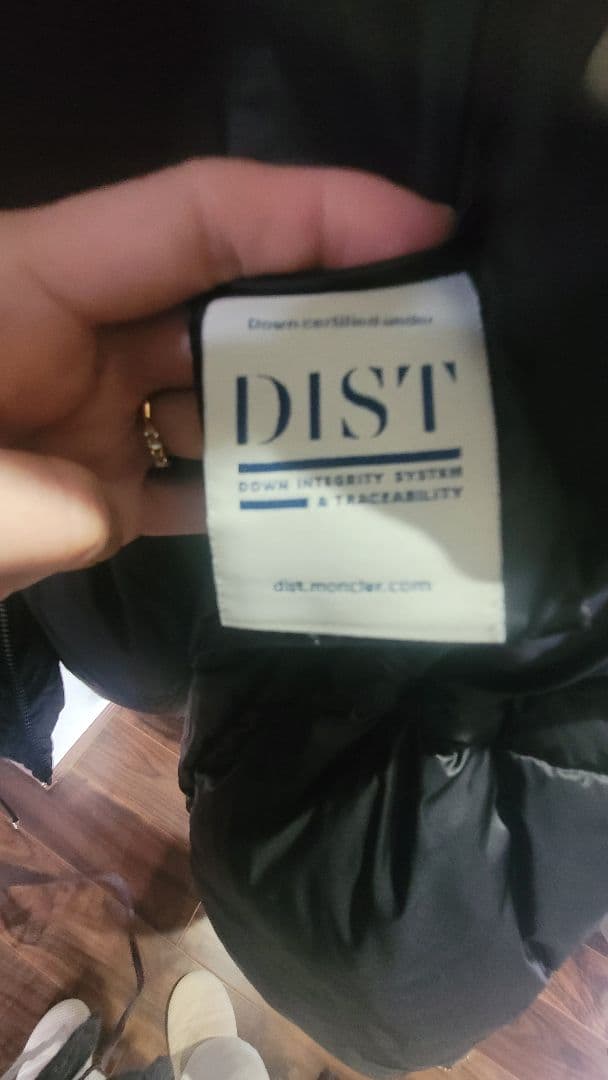 Down certified under
DIST
DOWN INTEGRITY SYSTEM
& TRACEABILITY
dist.moncler.com